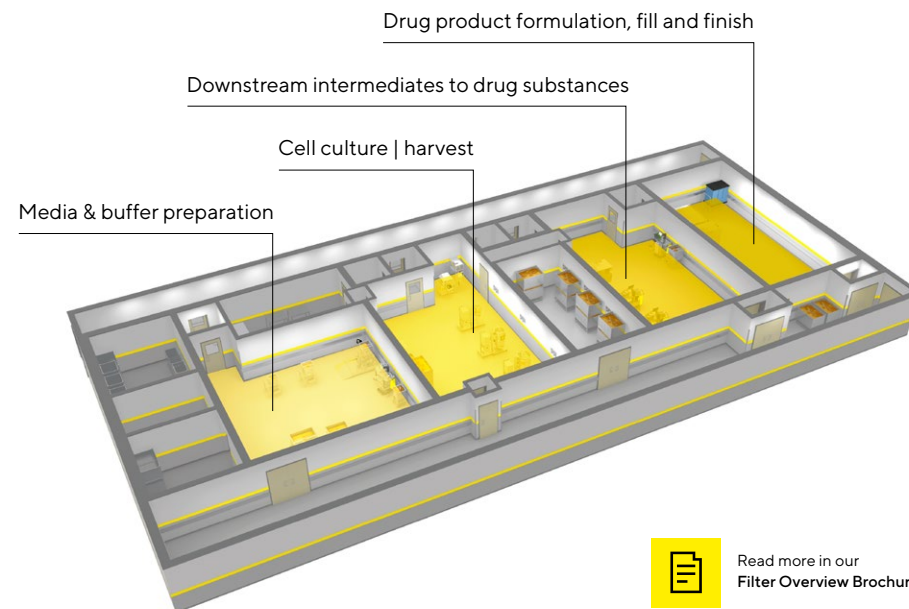 Drug product formulation, fill and finish
Downstream intermediates to drug substances
Cell culture | harvest
Media & buffer preparation
Read more in our
Filter Overview Brochur